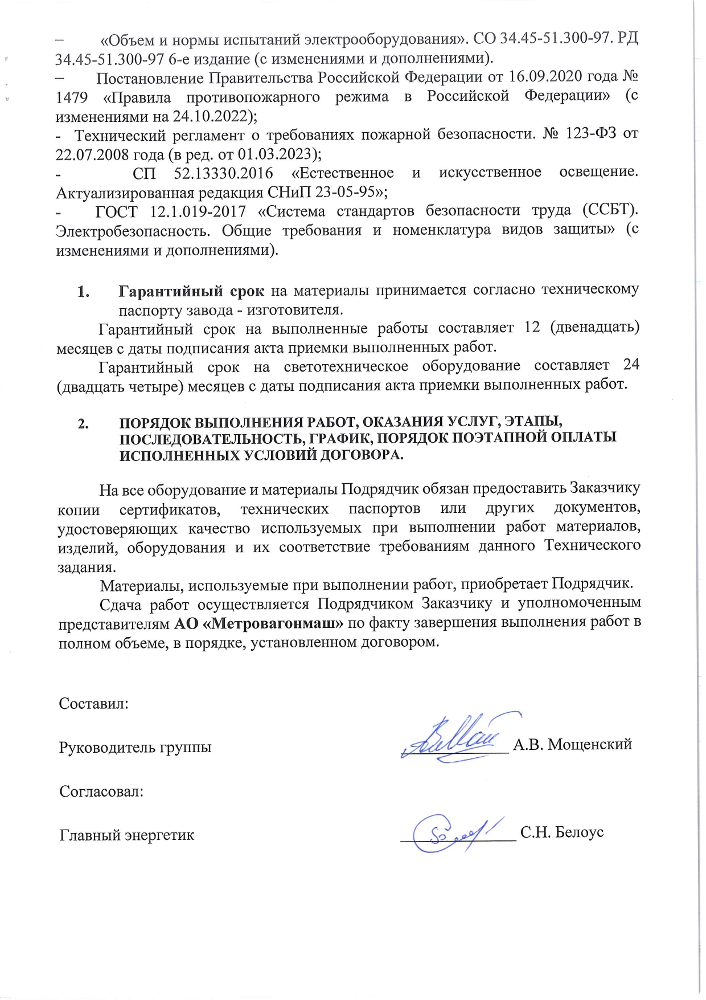 – «Объем и нормы испытаний электрооборудования». СО 34.45-51.300-97. РД
34.45-51.300-97 6-е издание (с изменениями и дополнениями).
– Постановление Правительства Российской Федерации от 16.09.2020 года №
1479 «Правила противопожарного режима в Российской Федерации» (с
изменениями на 24.10.2022);
- Технический регламент о требованиях пожарной безопасности. № 123-ФЗ от
22.07.2008 года (в ред. от 01.03.2023);
- СП 52.13330.2016 «Естественное и искусственное освещение.
Актуализированная редакция СНиП 23-05-95»;
- ГОСТ 12.1.019-2017 «Система стандартов безопасности труда (ССБТ).
Электробезопасность. Общие требования и номенклатура видов защиты» (с
изменениями и дополнениями).
1. Гарантийный срок на материалы принимается согласно техническому
паспорту завода - изготовителя.
Гарантийный срок на выполненные работы составляет 12 (двенадцать)
месяцев с даты подписания акта приемки выполненных работ.
Гарантийный срок на светотехническое оборудование составляет 24
(двадцать четыре) месяцев с даты подписания акта приемки выполненных работ.
2. ПОРЯДОК ВЫПОЛНЕНИЯ РАБОТ, ОКАЗАНИЯ УСЛУГ, ЭТАПЫ,
ПОСЛЕДОВАТЕЛЬНОСТЬ, ГРАФИК, ПОРЯДОК ПОЭТАПНОЙ ОПЛАТЫ
ИСПОЛНЕННЫХ УСЛОВИЙ ДОГОВОРА.
На все оборудование и материалы Подрядчик обязан предоставить Заказчику
копии сертификатов, технических паспортов или других документов,
удостоверяющих качество используемых при выполнении работ материалов,
изделий, оборудования и их соответствие требованиям данного Технического
задания.
Материалы, используемые при выполнении работ, приобретает Подрядчик.
Сдача работ осуществляется Подрядчиком Заказчику и уполномоченным
представителям АО «Метровагонмаш» по факту завершения выполнения работ в
полном объеме, в порядке, установленном договором.
Составил:
Руководитель группы А.В. Мощенский
Согласовал:
Главный энергетик С.Н. Белоус